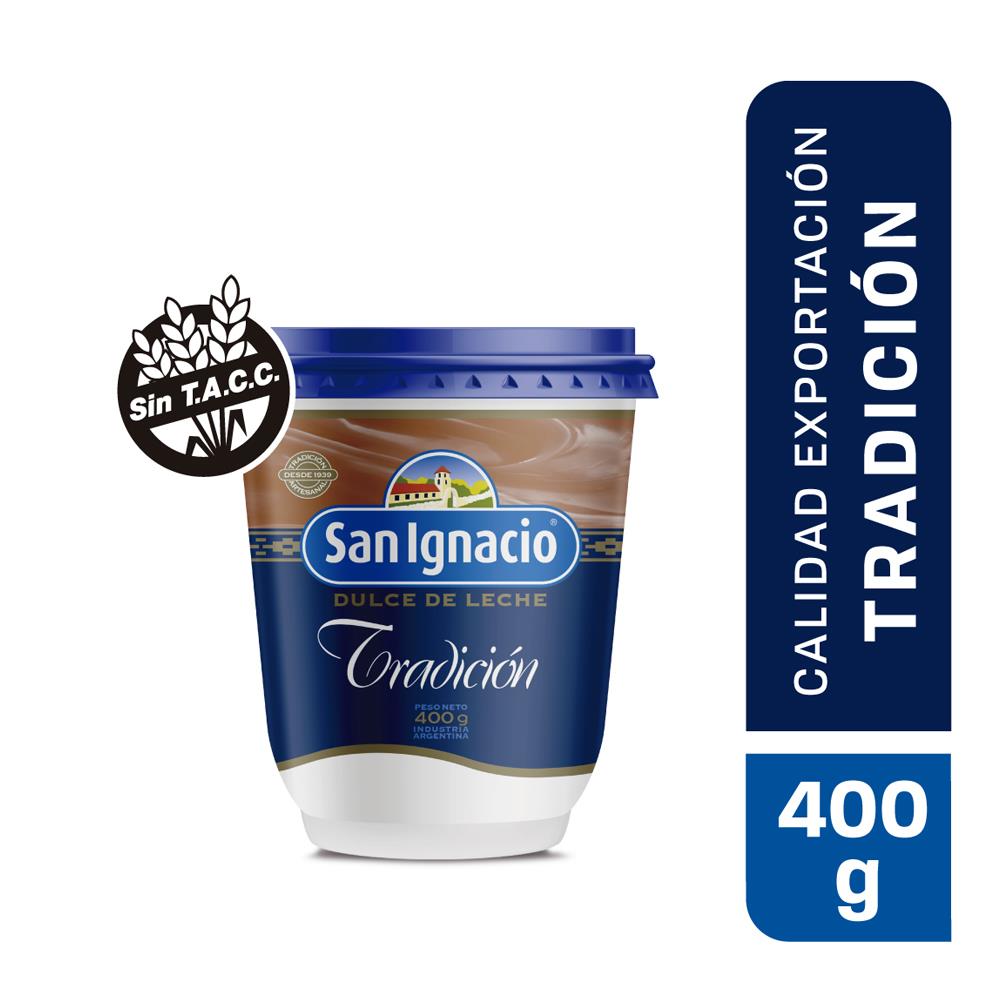 Sin T.A.C.C.
TRADICIÓN
DESDE 1939
ARTESANAL
San Ignacio®
DULCE DE LECHE
Tradición
PESO NETO
400 g
INDUSTRIA
ARGENTINA
CALIDAD EXPORTACIÓN
TRADICIÓN
400
g